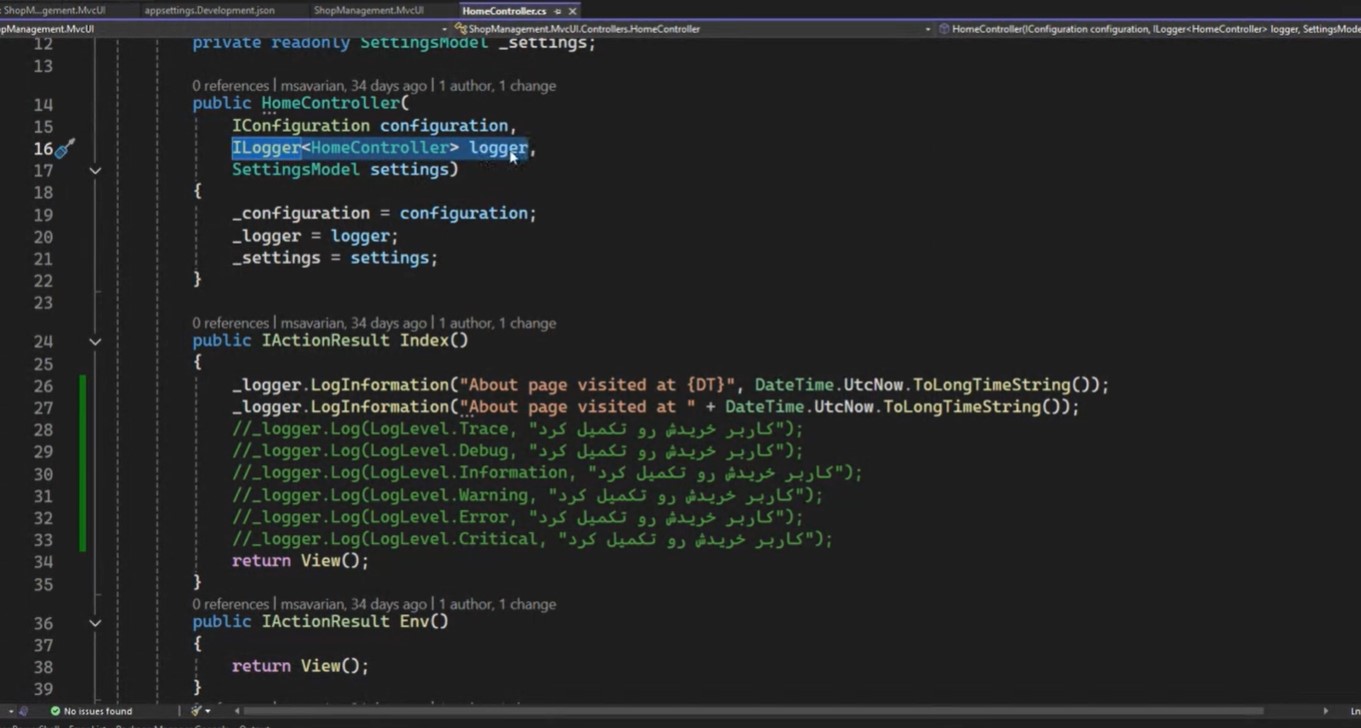 ShopM...gement.MvcUI appsettings.Development.json ShopManagement.MvcUI HomeController.cs
pManagement.MvcUI ShopManagement.MvcUI.Controllers.HomeController HomeController(IConfiguration configuration, ILogger<HomeController> logger, SettingsMode
12 private readonly SettingsModel _settings;
13
0 references | msavarian, 34 days ago | 1 author, 1 change
14 public HomeController(
15 IConfiguration configuration,
16 ILogger<HomeController> logger,
17 SettingsModel settings)
18 {
19 _configuration = configuration;
20 _logger = logger;
21 _settings = settings;
22 }
23
0 references | msavarian, 34 days ago | 1 author, 1 change
24 public IActionResult Index()
25 {
26 _logger.LogInformation("About page visited at {DT}", DateTime.UtcNow.ToLongTimeString());
27 _logger.LogInformation("About page visited at " + DateTime.UtcNow.ToLongTimeString());
28 //_logger.Log(LogLevel.Trace, "کاربر خریدش رو تکمیل کرد");
29 //_logger.Log(LogLevel.Debug, "کاربر خریدش رو تکمیل کرد");
30 //_logger.Log(LogLevel.Information, "کاربر خریدش رو تکمیل کرد");
31 //_logger.Log(LogLevel.Warning, "کاربر خریدش رو تکمیل کرد");
32 //_logger.Log(LogLevel.Error, "کاربر خریدش رو تکمیل کرد");
33 //_logger.Log(LogLevel.Critical, "کاربر خریدش رو تکمیل کرد");
34 return View();
35 }
0 references | msavarian, 34 days ago | 1 author, 1 change
36 public IActionResult Env()
37 {
38 return View();
39 }
No issues found Ln